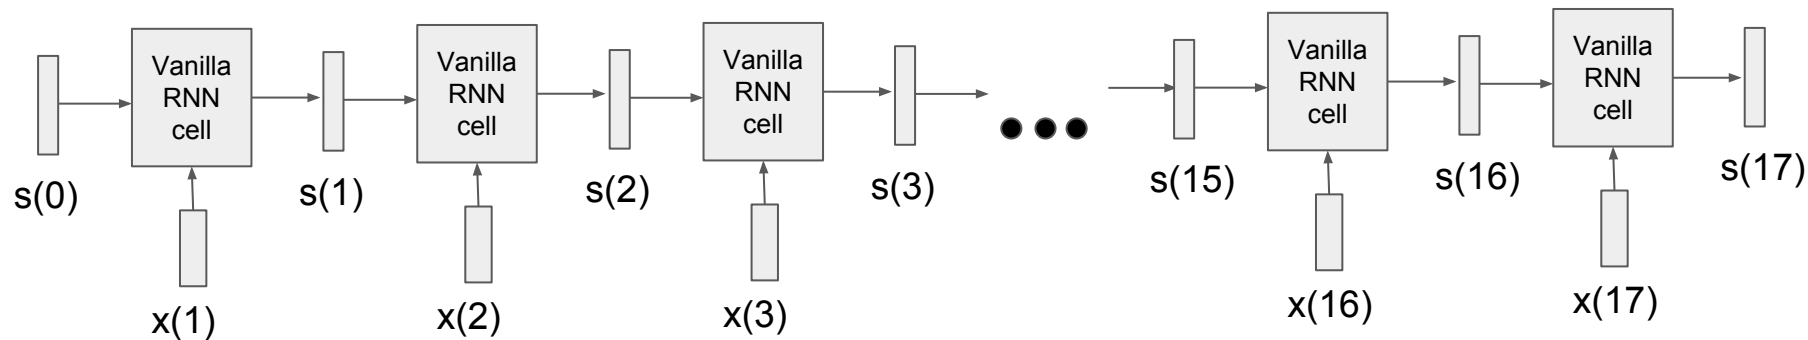 Vanilla
RNN
cell
Vanilla
RNN
cell
Vanilla
RNN
cell
Vanilla
RNN
cell
Vanilla
RNN
cell
s(0)
s(1)
s(2)
s(3)
s(15)
s(16)
s(17)
x(1)
x(2)
x(3)
x(16)
x(17)